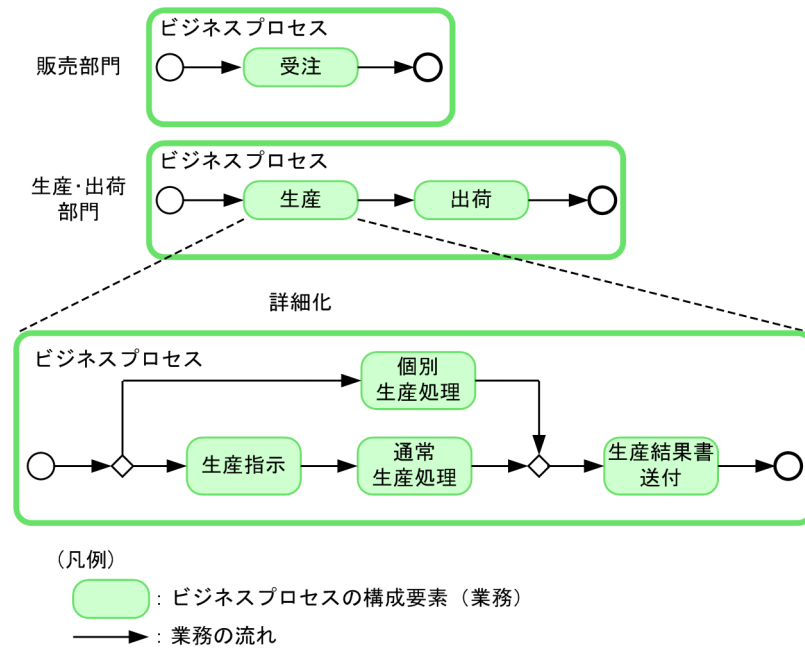 ビジネスプロセス
販売部門
受注
ビジネスプロセス
生産・出荷
部門
生産
出荷
詳細化
ビジネスプロセス
個別
生産処理
生産指示
通常
生産処理
生産結果書
送付
(凡例)
：ビジネスプロセスの構成要素（業務）
：業務の流れ